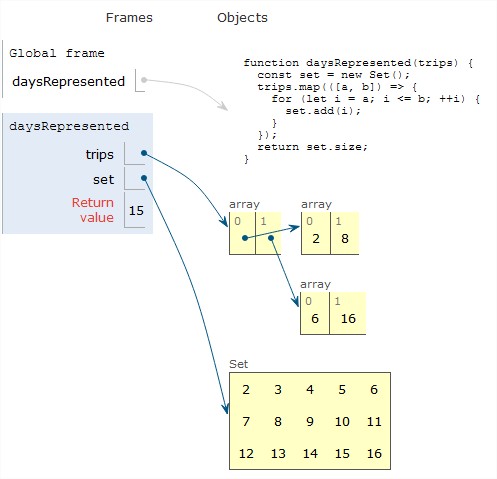 Frames Objects
Global frame
daysRepresented
function daysRepresented(trips) {
  const set = new Set();
  trips.map(([a, b]) => {
    for (let i = a; i <= b; ++i) {
      set.add(i);
    }
  });
  return set.size;
}
daysRepresented
trips
set
Return
value 15
array
0 1
array
0 1
2 8
array
0 1
6 16
Set
2 3 4 5 6
7 8 9 10 11
12 13 14 15 16